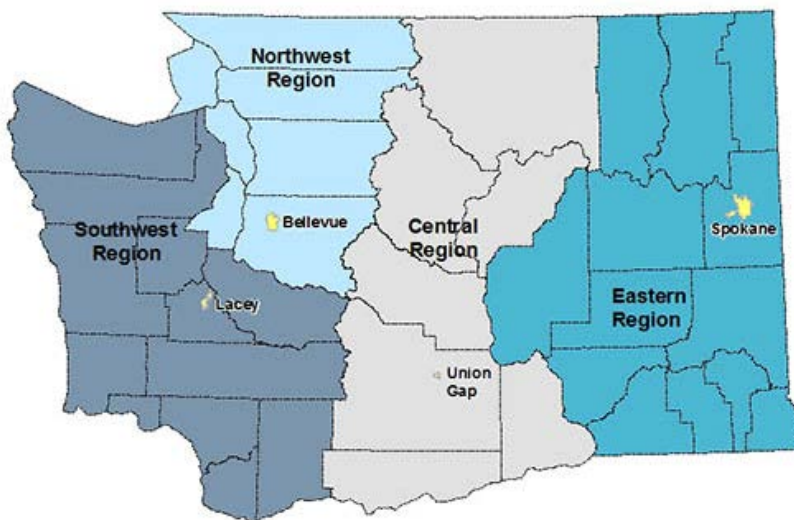 Northwest
Region
Bellevue
Southwest
Region
Central
Region
Spokane
Lacey
Eastern
Region
Union
Gap